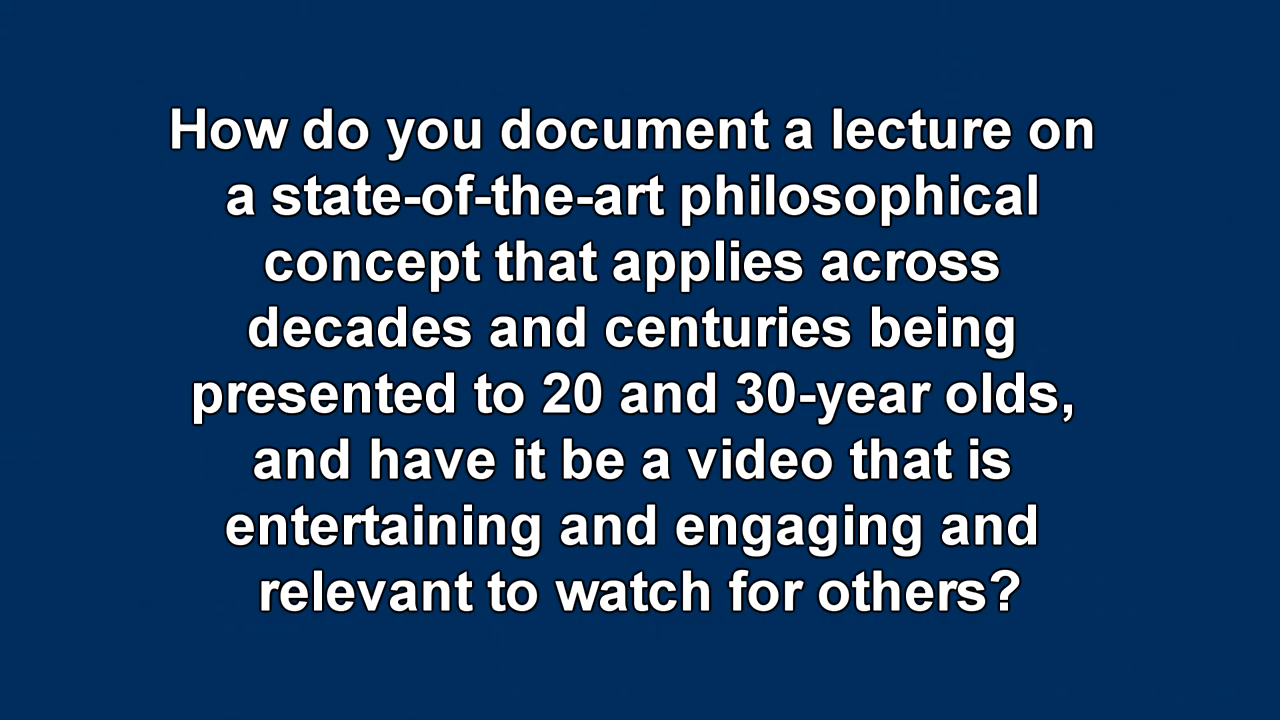 How do you document a lecture on
a state-of-the-art philosophical
concept that applies across
decades and centuries being
presented to 20 and 30-year olds,
and have it be a video that is
entertaining and engaging and
relevant to watch for others?